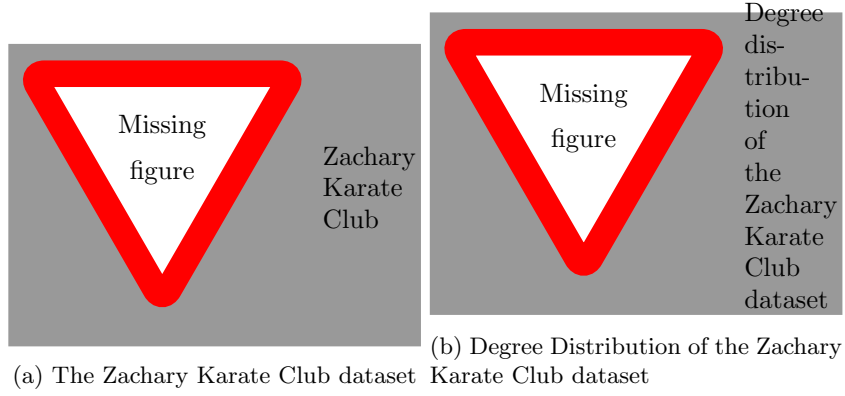 Missing
figure
Zachary
Karate
Club
(a) The Zachary Karate Club dataset
Missing
figure
Degree
dis-
tribu-
tion
of
the
Zachary
Karate
Club
dataset
(b) Degree Distribution of the Zachary
Karate Club dataset